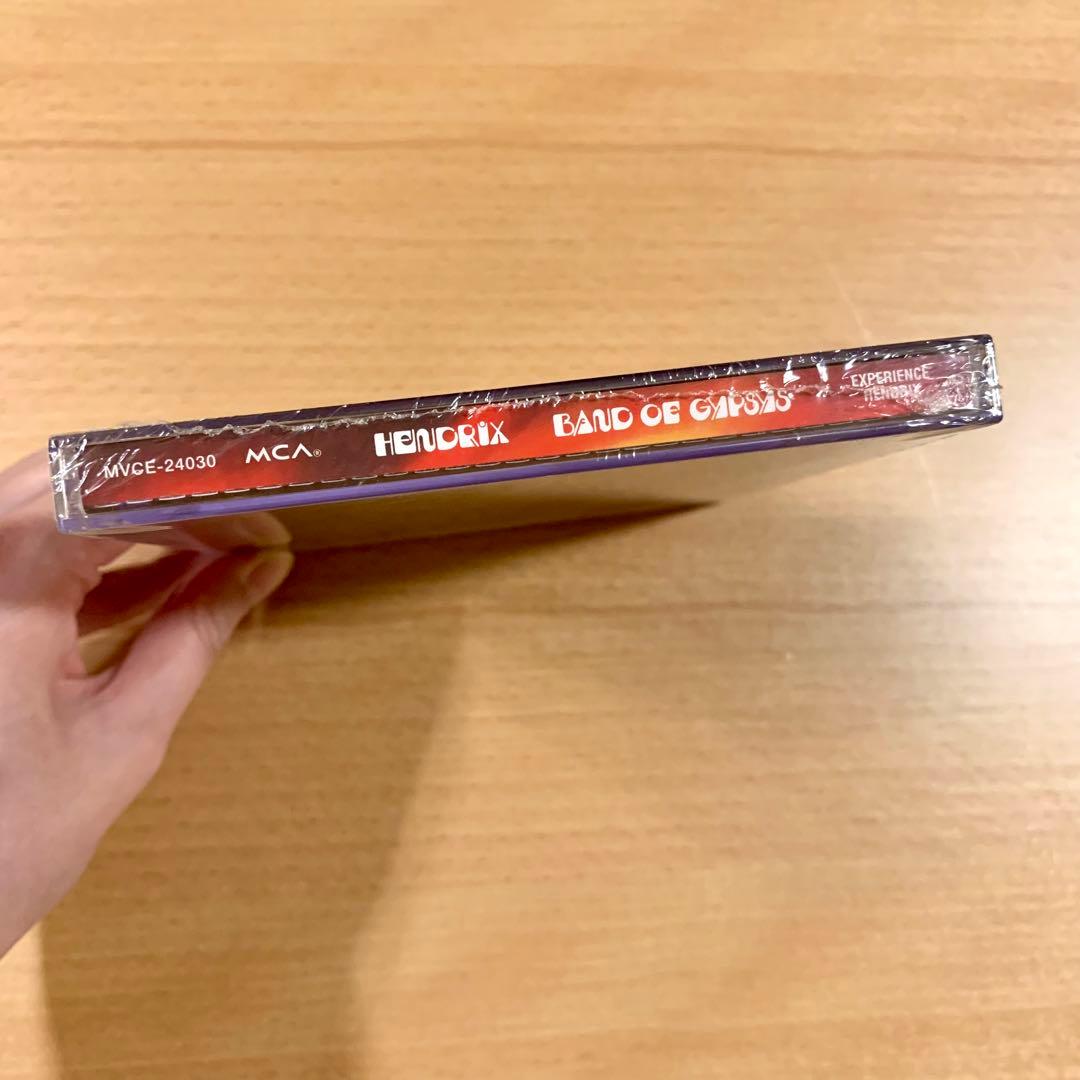 MVCE-24030 MCA® HENDRIX BAND OF GYPSYS EXPERIENCE
HENDRIX